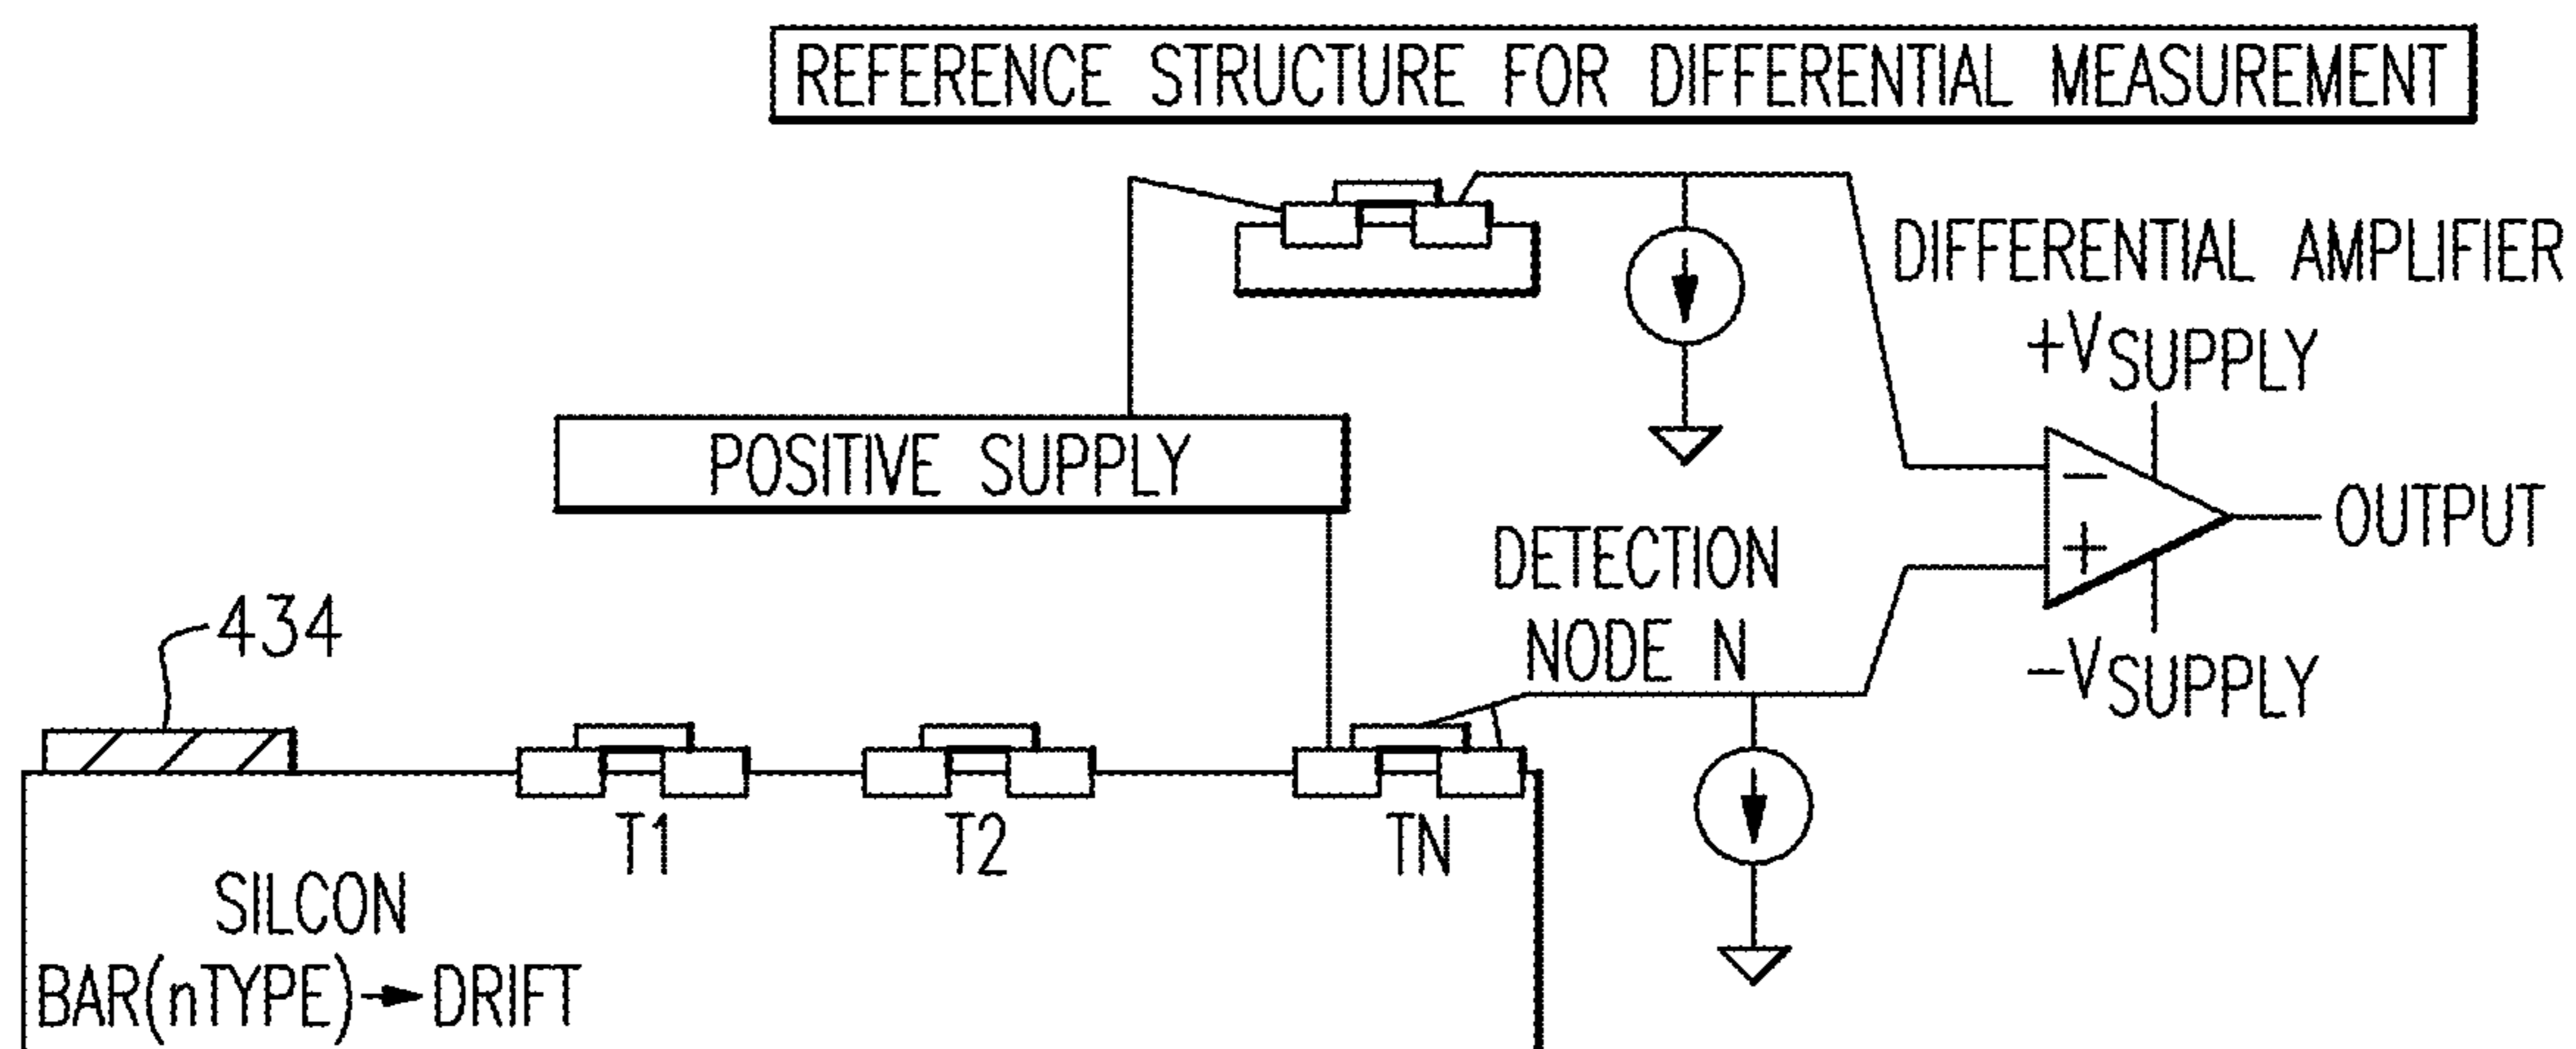 REFERENCE STRUCTURE FOR DIFFERENTIAL MEASUREMENT
DIFFERENTIAL AMPLIFIER
+VSUPPLY
POSITIVE SUPPLY
−
+
OUTPUT
DETECTION
NODE N
−VSUPPLY
434
T1
T2
TN
SILCON
BAR(nTYPE)→DRIFT